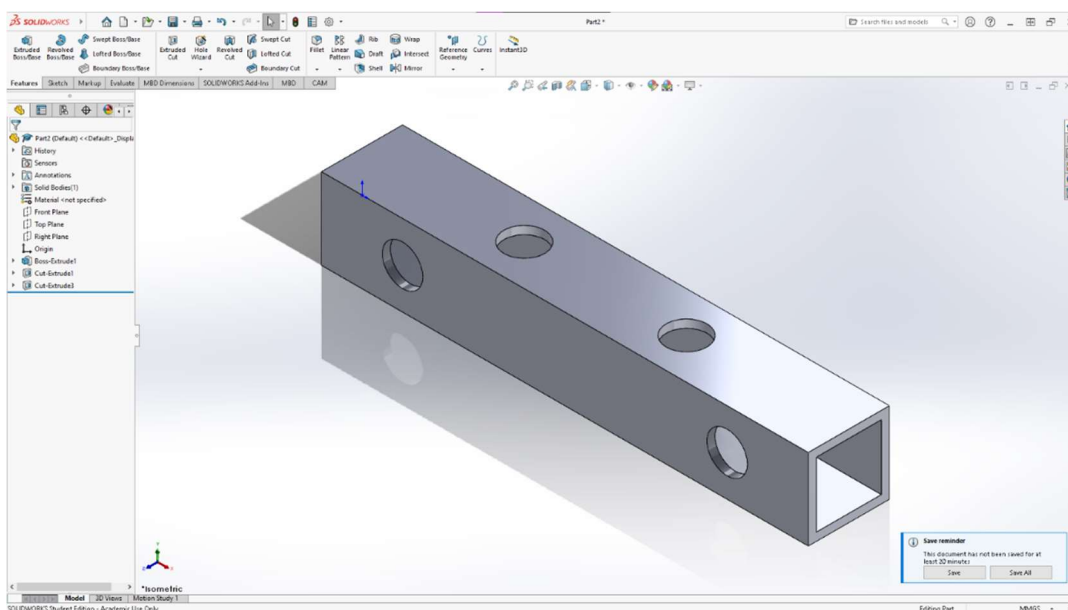 SOLIDWORKS
Part2 *
Search files and models
Extruded Boss/Base
Revolved Boss/Base
Swept Boss/Base
Lofted Boss/Base
Boundary Boss/Base
Extruded Cut
Hole Wizard
Revolved Cut
Swept Cut
Lofted Cut
Boundary Cut
Fillet
Linear Pattern
Rib
Draft
Shell
Wrap
Intersect
Mirror
Reference Geometry
Curves
Instant3D
Features Sketch Markup Evaluate MBD Dimensions SOLIDWORKS Add-Ins MBD CAM
Part2 (Default) <<Default>_Displa
History
Sensors
Annotations
Solid Bodies(1)
Material <not specified>
Front Plane
Top Plane
Right Plane
Origin
Boss-Extrude1
Cut-Extrude1
Cut-Extrude3
Save reminder
This document has not been saved for at
least 20 minutes
Save Save All
*Isometric
Model 3D Views Motion Study 1
SOLIDWORKS Student Edition - Academic Use Only
Editing Part MMGS